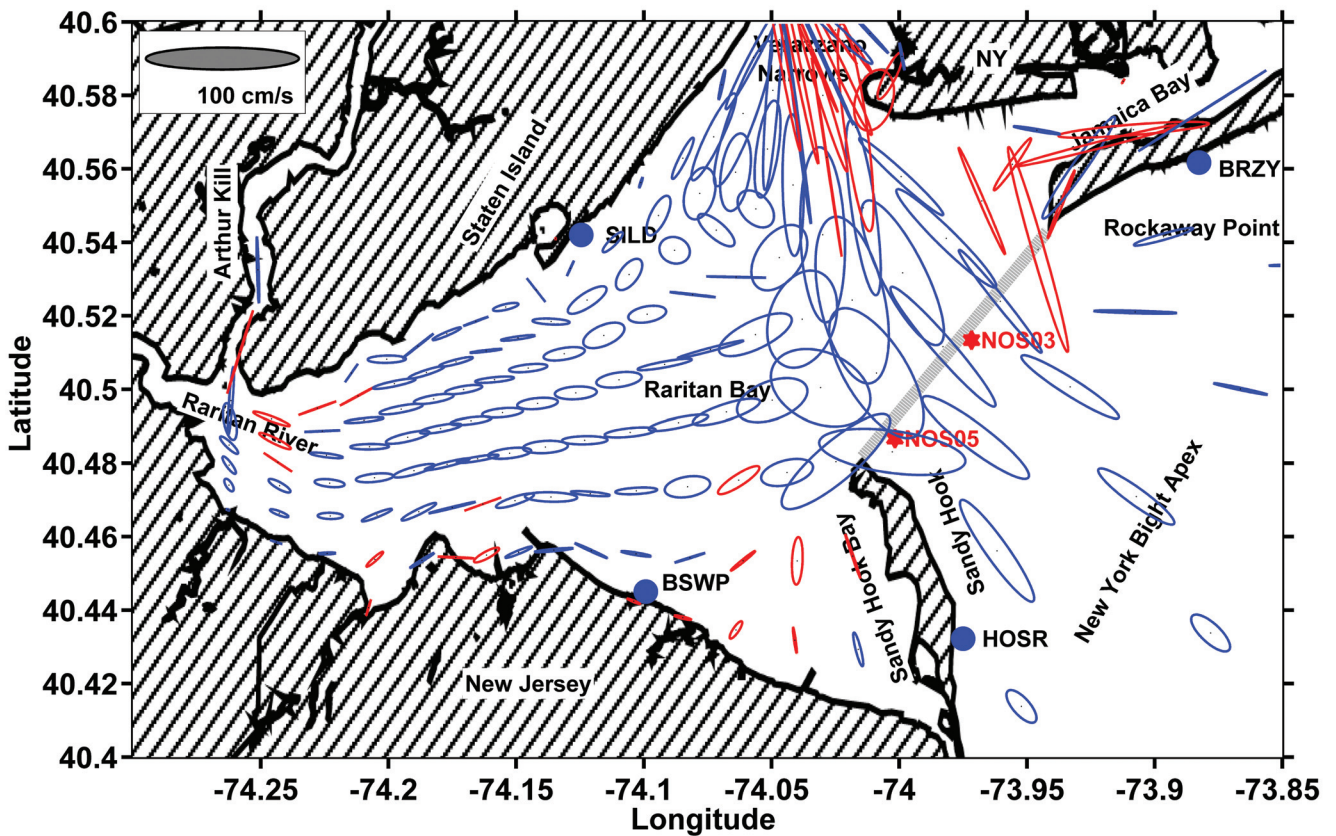 40.6
40.58
40.56
40.54
40.52
40.5
40.48
40.46
40.44
40.42
40.4
Latitude
100 cm/s
Verazzano
Narrows
NY
Jamaica Bay
BRZY
Rockaway Point
Arthur Kill
Staten Island
SILD
NOS03
Raritan Bay
Raritan River
NOS05
Sandy Hook
Sandy Hook Bay
New York Bight Apex
BSWP
HOSR
New Jersey
-74.25
-74.2
-74.15
-74.1
-74.05
-74
-73.95
-73.9
-73.85
Longitude